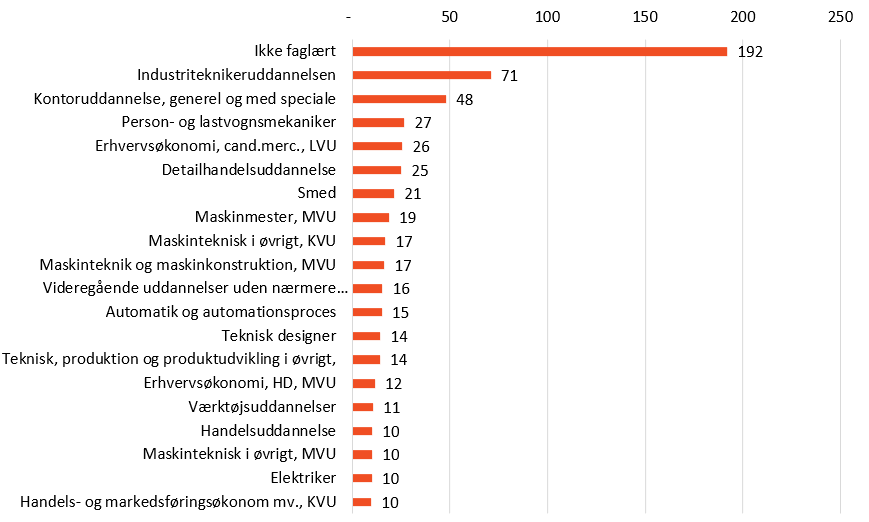 - 50 100 150 200 250
Ikke faglært 192
Industriteknikeruddannelsen 71
Kontoruddannelse, generel og med speciale 48
Person- og lastvognsmekaniker 27
Erhvervsøkonomi, cand.merc., LVU 26
Detailhandelsuddannelse 25
Smed 21
Maskinmester, MVU 19
Maskinteknisk i øvrigt, KVU 17
Maskinteknik og maskinkonstruktion, MVU 17
Videregående uddannelser uden nærmere... 16
Automatik og automationsproces 15
Teknisk designer 14
Teknisk, produktion og produktudvikling i øvrigt, 14
Erhvervsøkonomi, HD, MVU 12
Værktøjsuddannelser 11
Handelsuddannelse 10
Maskinteknisk i øvrigt, MVU 10
Elektriker 10
Handels- og markedsføringsøkonom mv., KVU 10